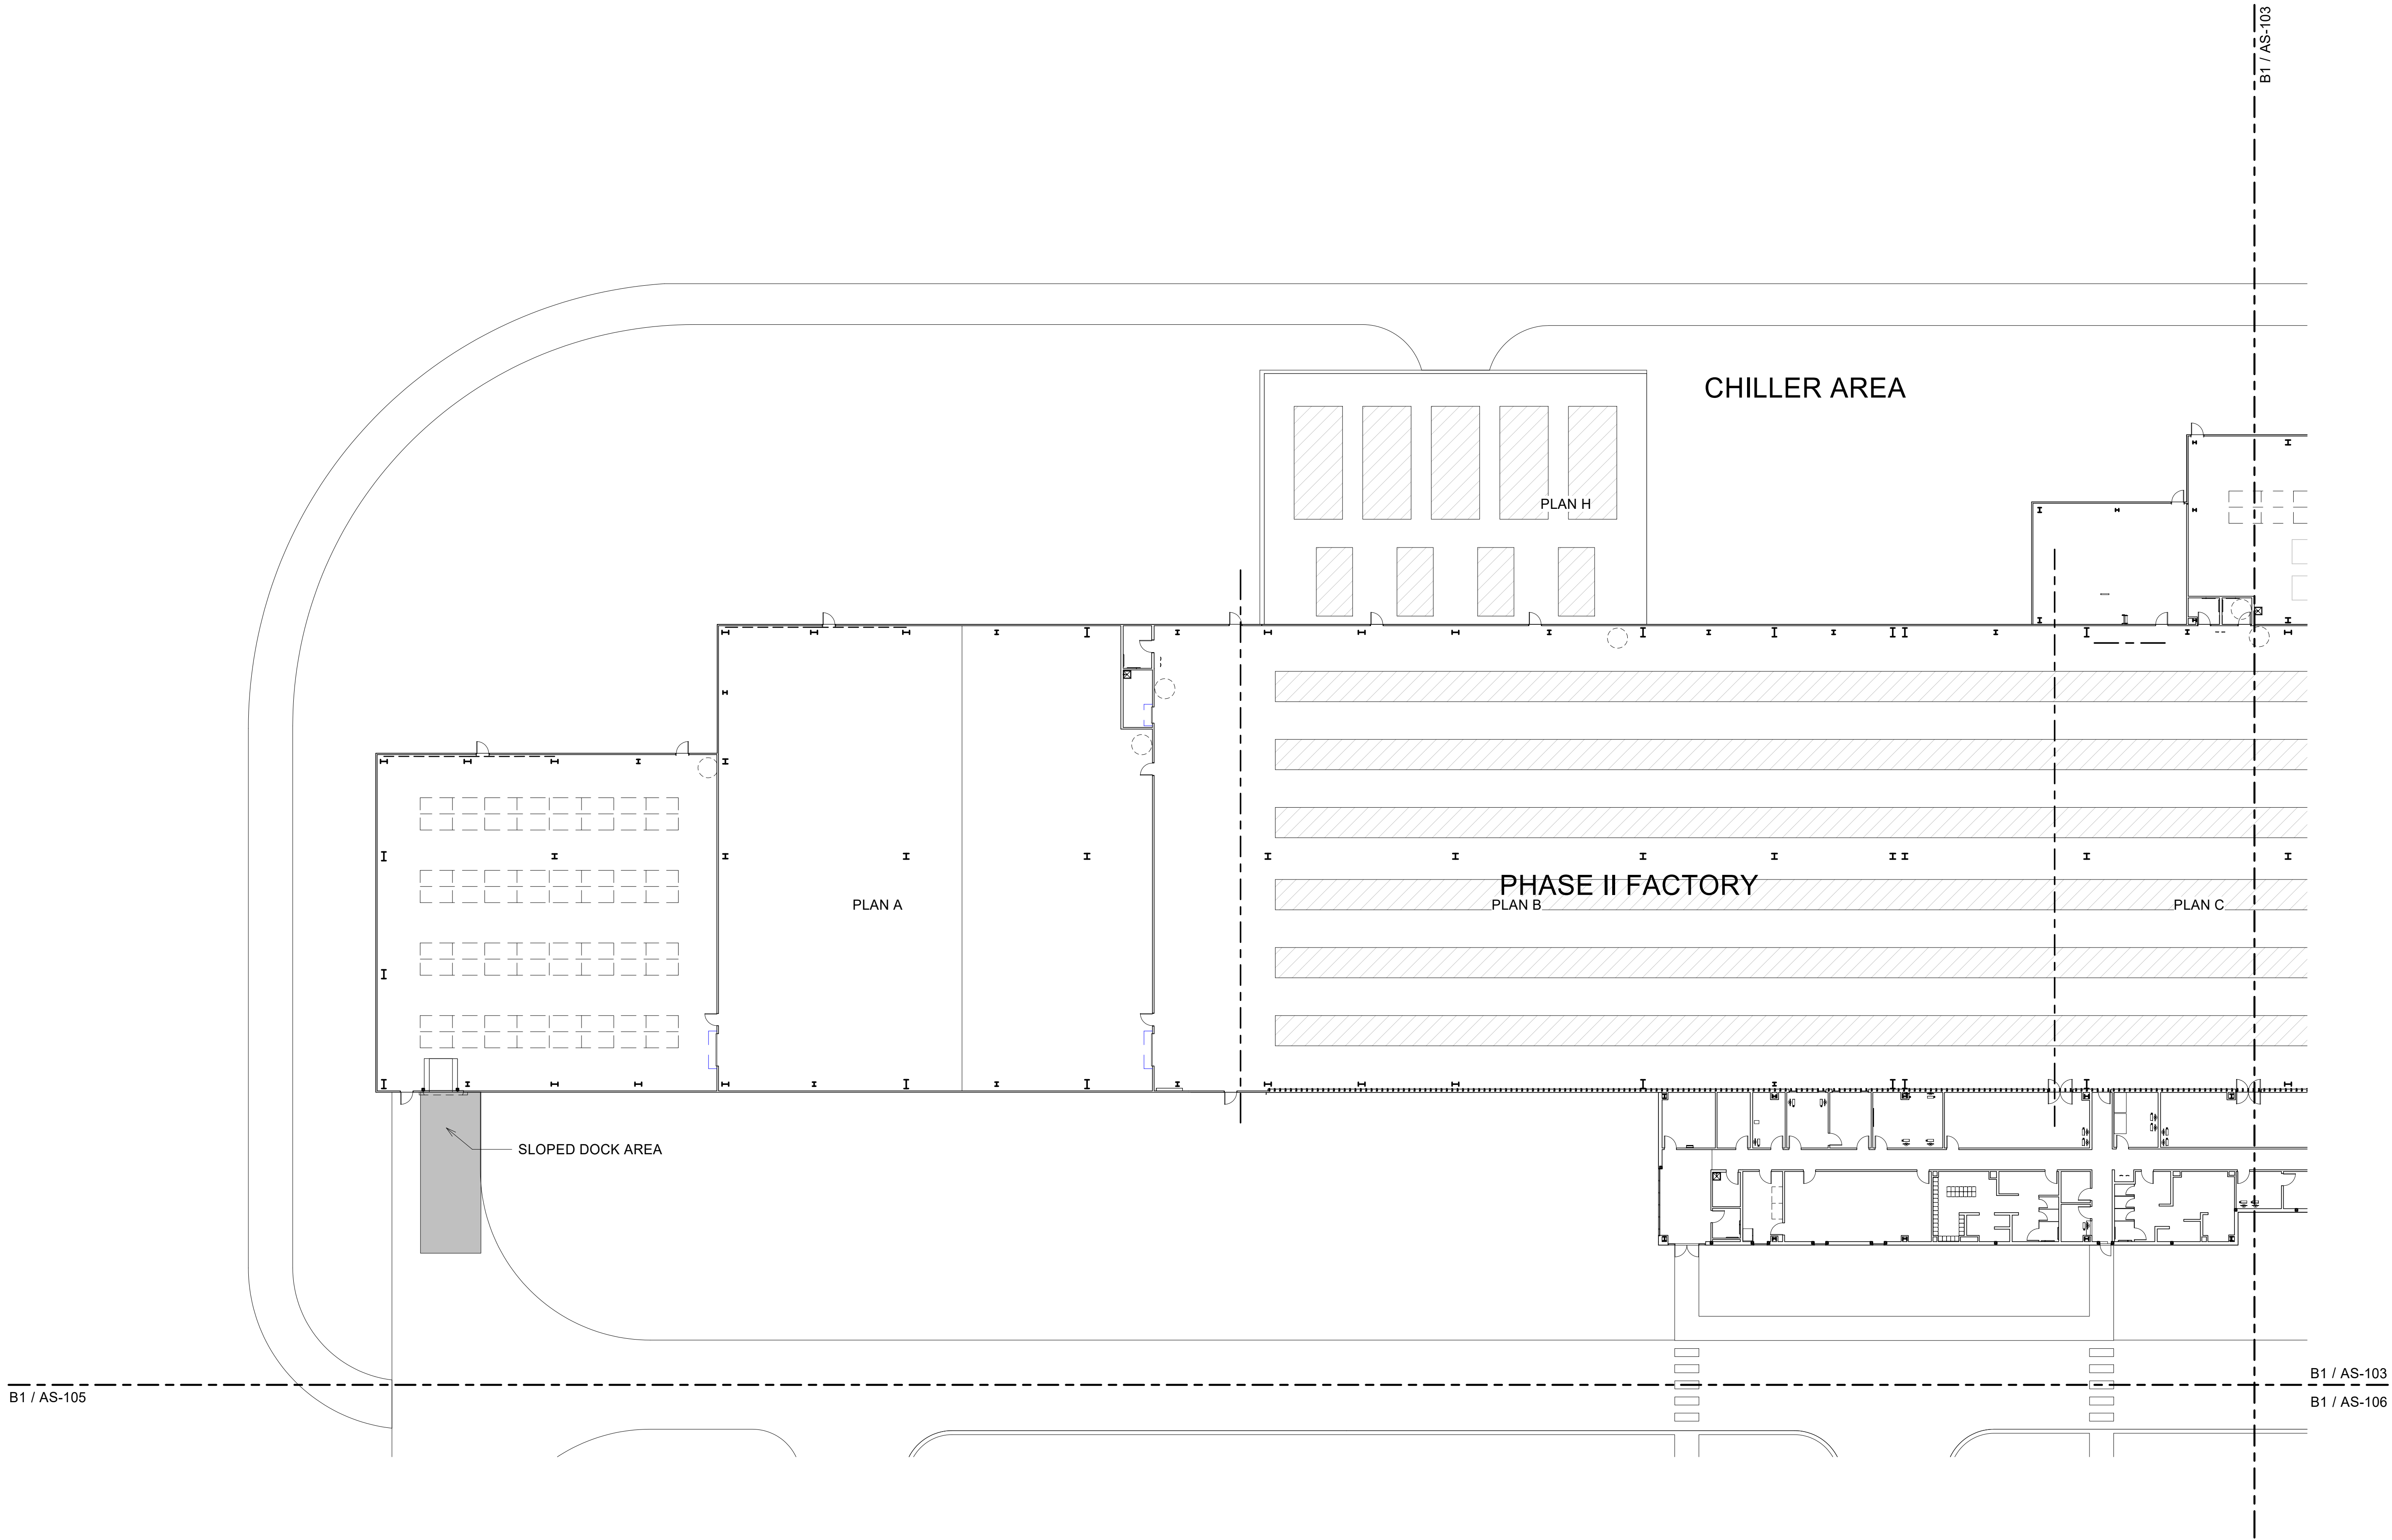 B1 / AS-103
CHILLER AREA
PLAN H
PHASE II FACTORY
PLAN A
PLAN B
PLAN C
SLOPED DOCK AREA
B1 / AS-103
B1 / AS-105
B1 / AS-106